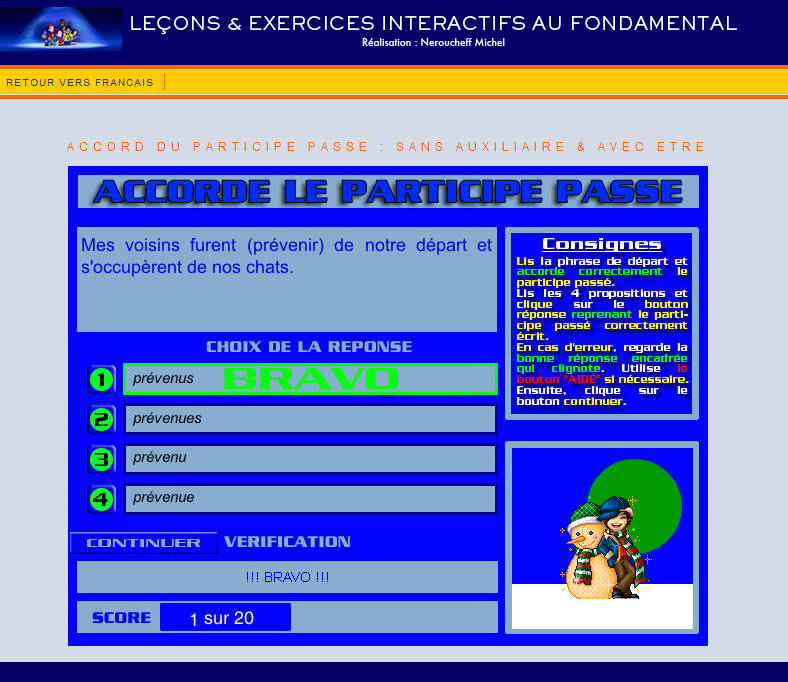 LEÇONS & EXERCICES INTERACTIFS AU FONDAMENTAL
Réalisation : Neroucheff Michel
RETOUR VERS FRANCAIS
ACCORD DU PARTICIPE PASSE : SANS AUXILIAIRE & AVEC ETRE
ACCORDE LE PARTICIPE PASSE
Mes voisins furent (prévenir) de notre départ et
s'occupèrent de nos chats.
CHOIX DE LA REPONSE
1 prévenus BRAVO
2 prévenues
3 prévenu
4 prévenue
CONTINUER VERIFICATION
!!! BRAVO !!!
SCORE 1 sur 20
Consignes
Lis la phrase de départ et
accorde correctement le
participe passé.
Lis les 4 propositions et
clique sur le bouton
réponse reprenant le parti-
cipe passé correctement
écrit.
En cas d'erreur, regarde la
bonne réponse encadrée
qui clignote. Utilise le
bouton "AIDE" si nécessaire.
Ensuite, clique sur le
bouton continuer.